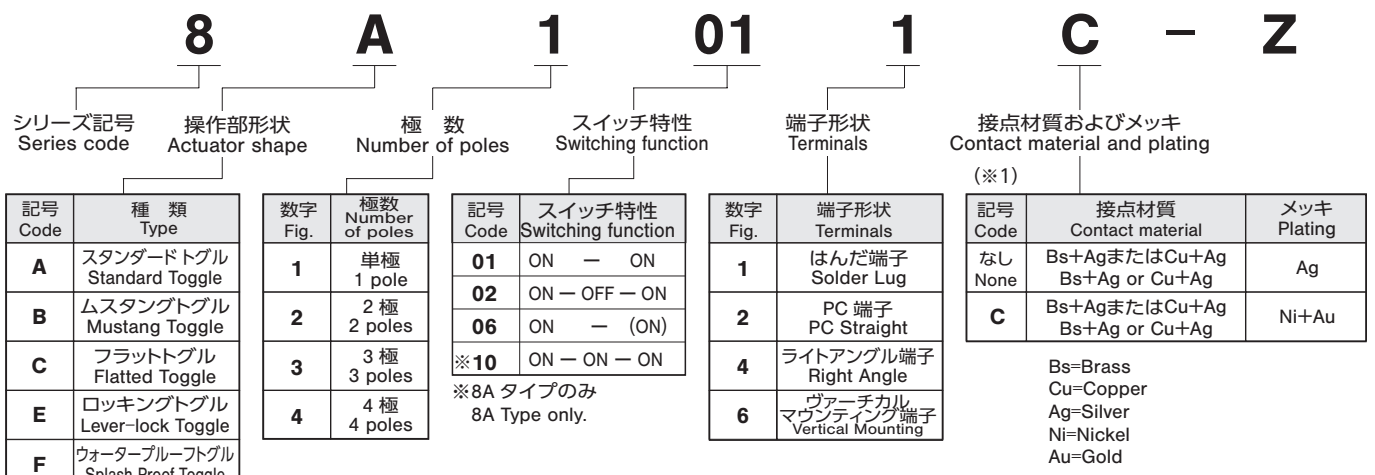 8 A 1 01 1 C － Z
シリーズ記号
Series code
操作部形状
Actuator shape
極　数
Number of poles
スイッチ特性
Switching function
端子形状
Terminals
接点材質およびメッキ
Contact material and plating
(※1)
記号
Code
種　類
Type
A
スタンダードトグル
Standard Toggle
B
ムスタングトグル
Mustang Toggle
C
フラットトグル
Flatted Toggle
E
ロッキングトグル
Lever-lock Toggle
F
ウォータープルーフトグル
Splash Proof Toggle
数字
Fig.
極数
Number
of poles
1
単極
1 pole
2
2 極
2 poles
3
3 極
3 poles
4
4 極
4 poles
記号
Code
スイッチ特性
Switching function
01 ON － ON
02 ON － OFF － ON
06 ON － (ON)
※10 ON － ON － ON
※8A タイプのみ
8A Type only.
数字
Fig.
端子形状
Terminals
1
はんだ端子
Solder Lug
2
PC 端子
PC Straight
4
ライトアングル端子
Right Angle
6
ヴァーチカル
マウンティング端子
Vertical Mounting
記号
Code
接点材質
Contact material
メッキ
Plating
なし
None
Bs+AgまたはCu+Ag
Bs+Ag or Cu+Ag
Ag
C
Bs+AgまたはCu+Ag
Bs+Ag or Cu+Ag
Ni+Au
Bs=Brass
Cu=Copper
Ag=Silver
Ni=Nickel
Au=Gold